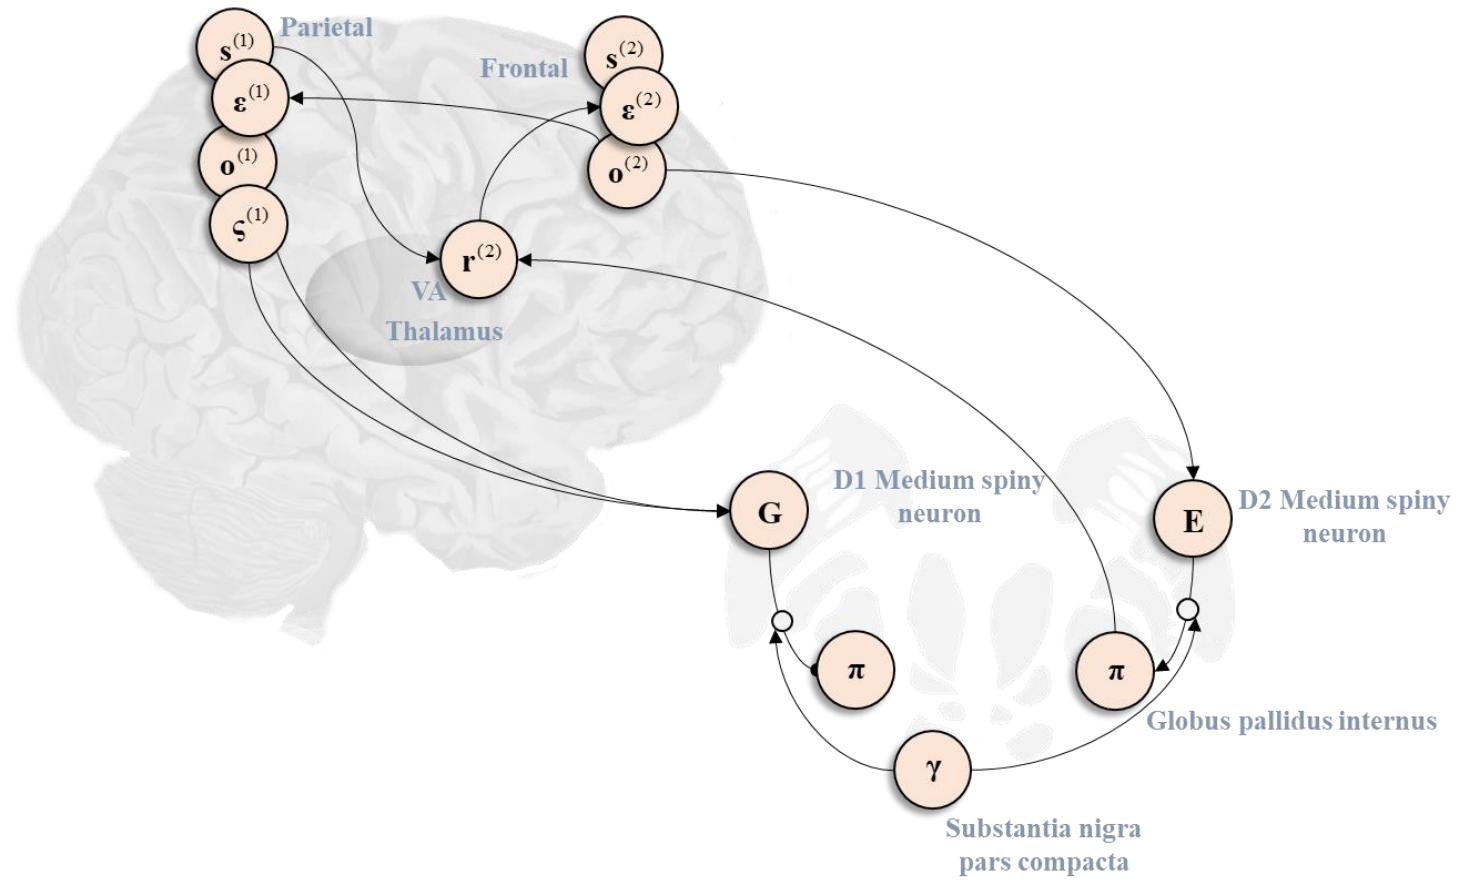 Parietal
s(1)
ε(1)
o(1)
ς(1)
Frontal
s(2)
ε(2)
o(2)
r(2)
VA
Thalamus
G
D1 Medium spiny
neuron
E
D2 Medium spiny
neuron
π
π
Globus pallidus internus
γ
Substantia nigra
pars compacta